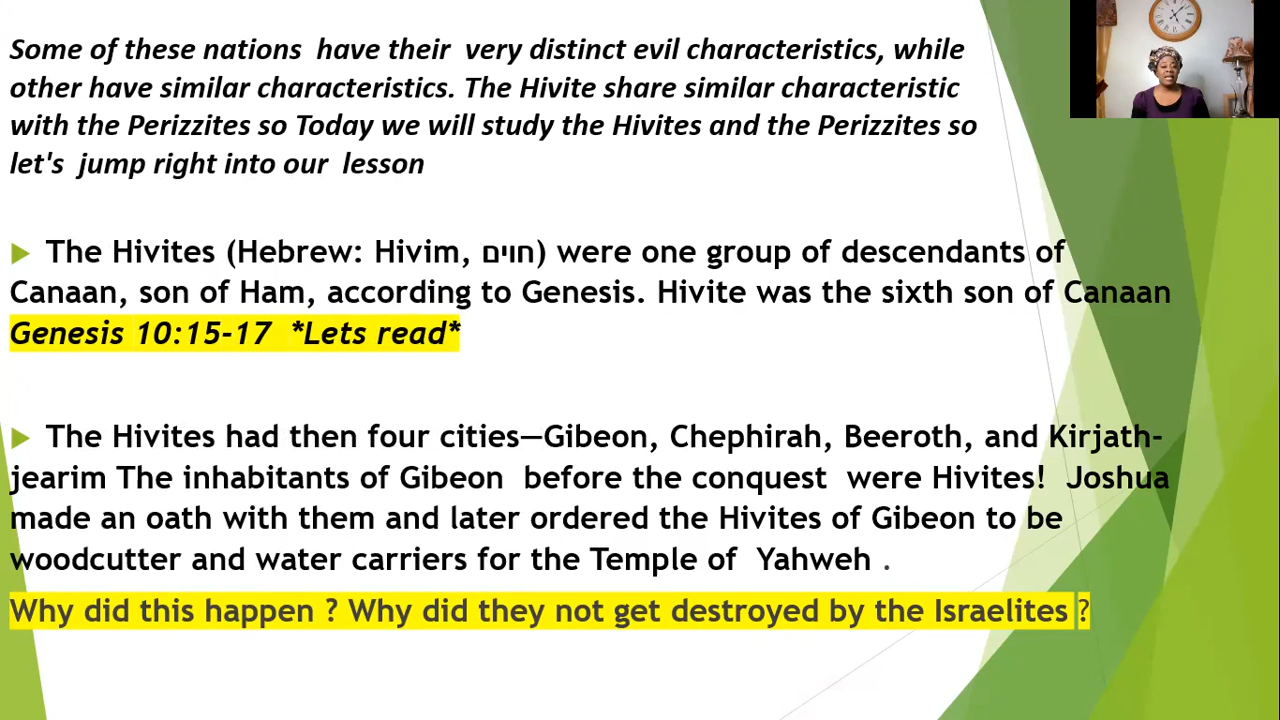 Some of these nations have their very distinct evil characteristics, while
other have similar characteristics. The Hivite share similar characteristic
with the Perizzites so Today we will study the Hivites and the Perizzites so
let's jump right into our lesson
The Hivites (Hebrew: Hivim, חוים) were one group of descendants of
Canaan, son of Ham, according to Genesis. Hivite was the sixth son of Canaan
Genesis 10:15-17 *Lets read*
The Hivites had then four cities—Gibeon, Chephirah, Beeroth, and Kirjath-
jearim The inhabitants of Gibeon before the conquest were Hivites! Joshua
made an oath with them and later ordered the Hivites of Gibeon to be
woodcutter and water carriers for the Temple of Yahweh .
Why did this happen ? Why did they not get destroyed by the Israelites ?